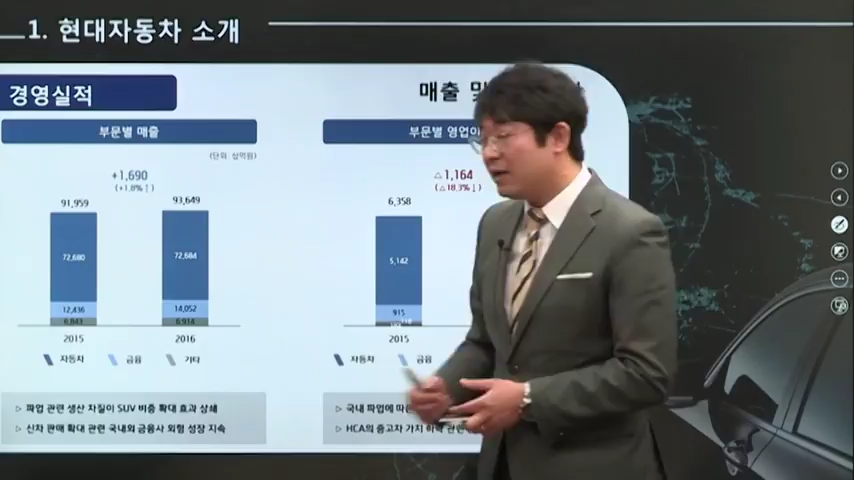 1. 현대자동차 소개
경영실적
매출 및
부문별 매출
부문별 영업이
(단위: 십억원)
+1,690
(+1.8%↑)
△1,164
(△18.3%↓)
91,959
93,649
6,358
72,680
72,684
5,142
12,436
14,052
915
6,843
6,914
2015
2016
2015
자동차
금융
기타
자동차
금융
▷ 파업 관련 생산 차질이 SUV 비중 확대 효과 상쇄
▷ 신차 판매 확대 관련 국내외 금융사 외형 성장 지속
▷ 국내 파업에 따른
▷ HCA의 중고차 가치 하락 관련